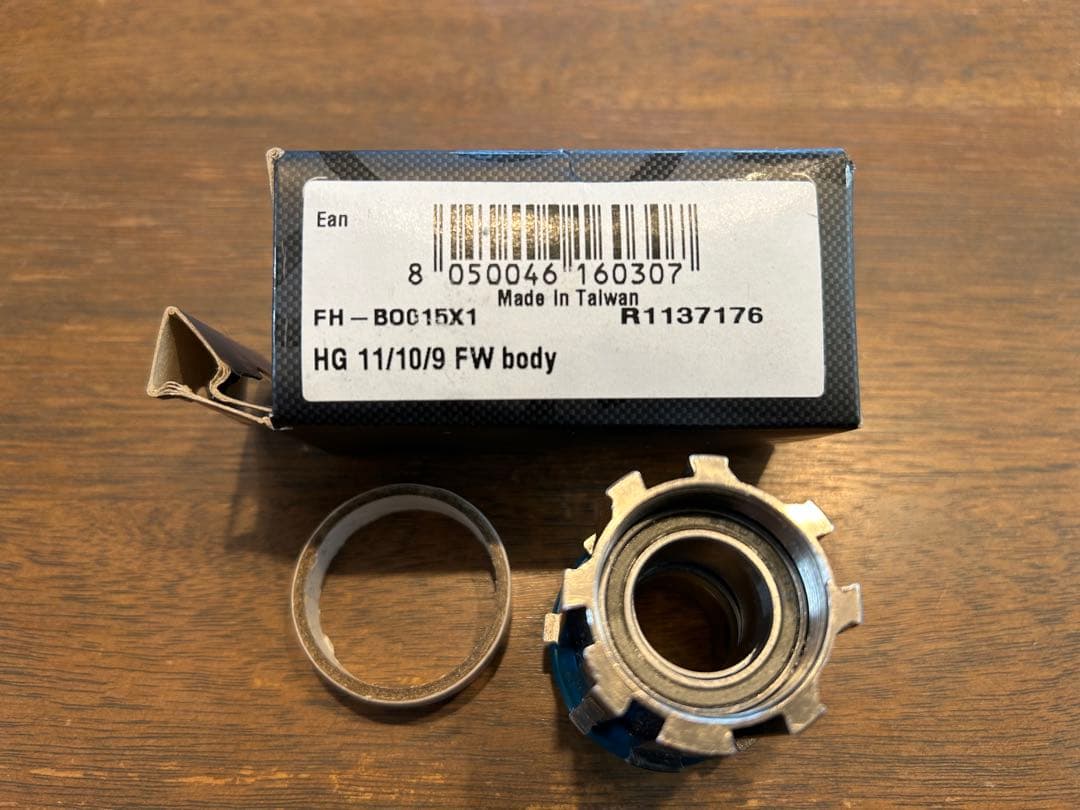 Ean
8 050046 160307
Made In Taiwan
FH-BO015X1 R1137176
HG 11/10/9 FW body